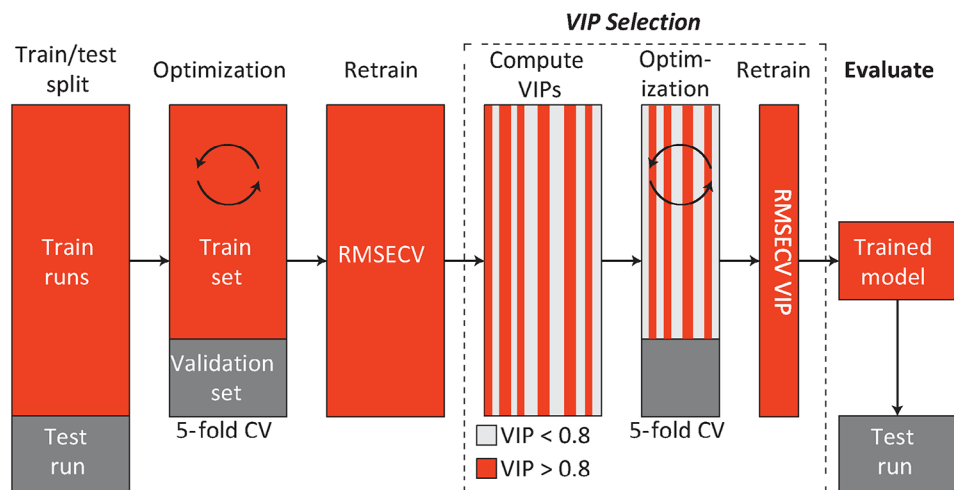 VIP Selection
Train/test
split
Optimization
Retrain
Compute
VIPs
Optim-
ization
Retrain
Evaluate
Train
runs
Train
set
RMSECV
RMSECV VIP
Trained
model
Validation
set
Test
run
5-fold CV
VIP < 0.8
VIP > 0.8
5-fold CV
Test
run